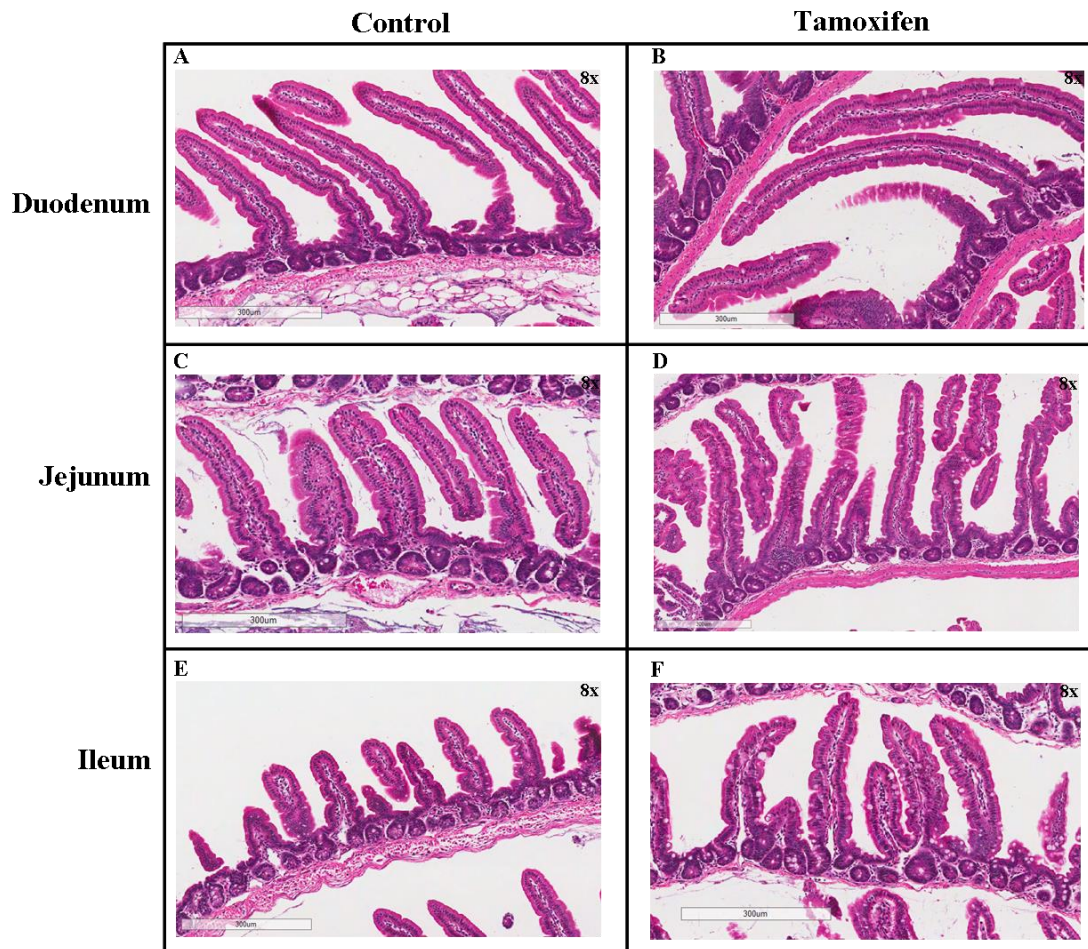 Control
Tamoxifen
Duodenum
A
8x
300um
B
8x
300um
Jejunum
C
8x
300um
D
8x
Ileum
E
8x
300um
F
8x
300um